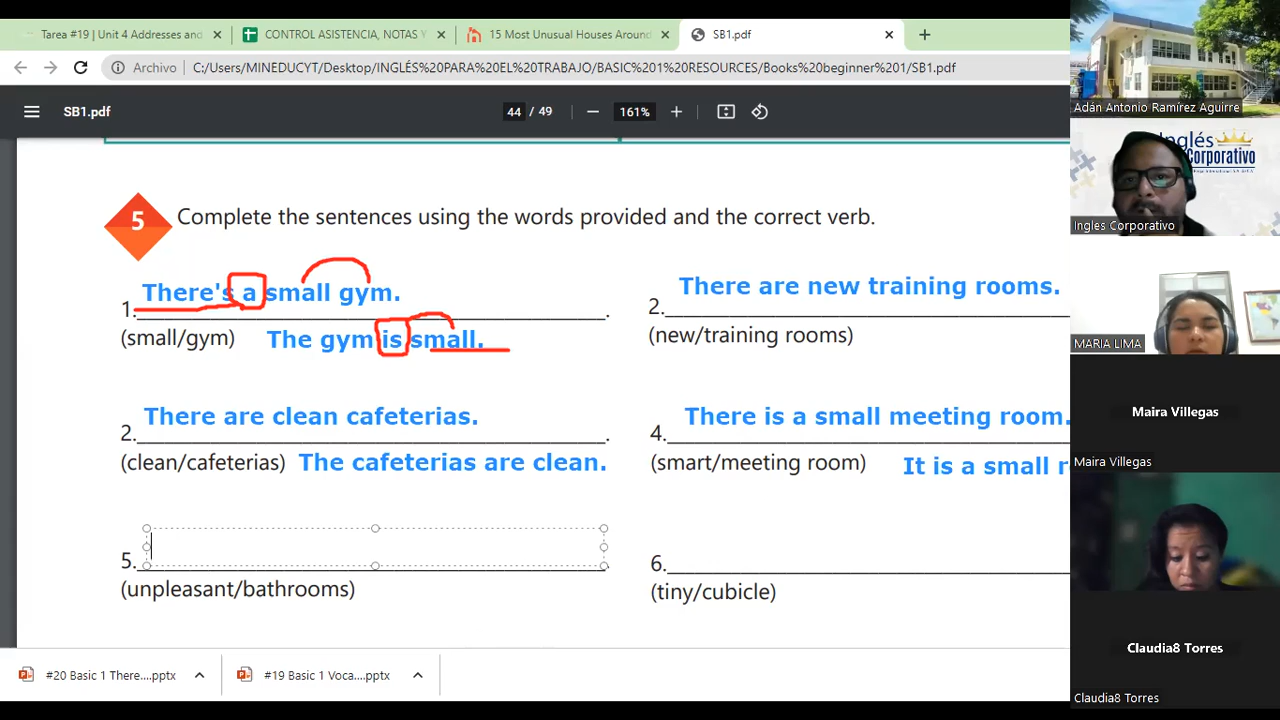 Tarea #19 | Unit 4 Addresses and
CONTROL ASISTENCIA, NOTAS
15 Most Unusual Houses Around
SB1.pdf
Archivo
C:/Users/MINEDUCYT/Desktop/INGLÉS%20PARA%20EL%20TRABAJO/BASIC%201%20RESOURCES/Books%20beginner%201/SB1.pdf
SB1.pdf
44 / 49
161%
5
Complete the sentences using the words provided and the correct verb.
There's a small gym.
1.
(small/gym)
The gym is small.
There are new training rooms.
2.
(new/training rooms)
There are clean cafeterias.
2.
(clean/cafeterias)
The cafeterias are clean.
There is a small meeting room.
4.
(smart/meeting room)
It is a small
5.
(unpleasant/bathrooms)
6.
(tiny/cubicle)
#20 Basic 1 There....pptx
#19 Basic 1 Voca....pptx
Adán Antonio Ramírez Aguirre
Inglés
Corporativo
Ingles Corporativo
MARIA LIMA
Maira Villegas
Maira Villegas
Claudia8 Torres
Claudia8 Torres